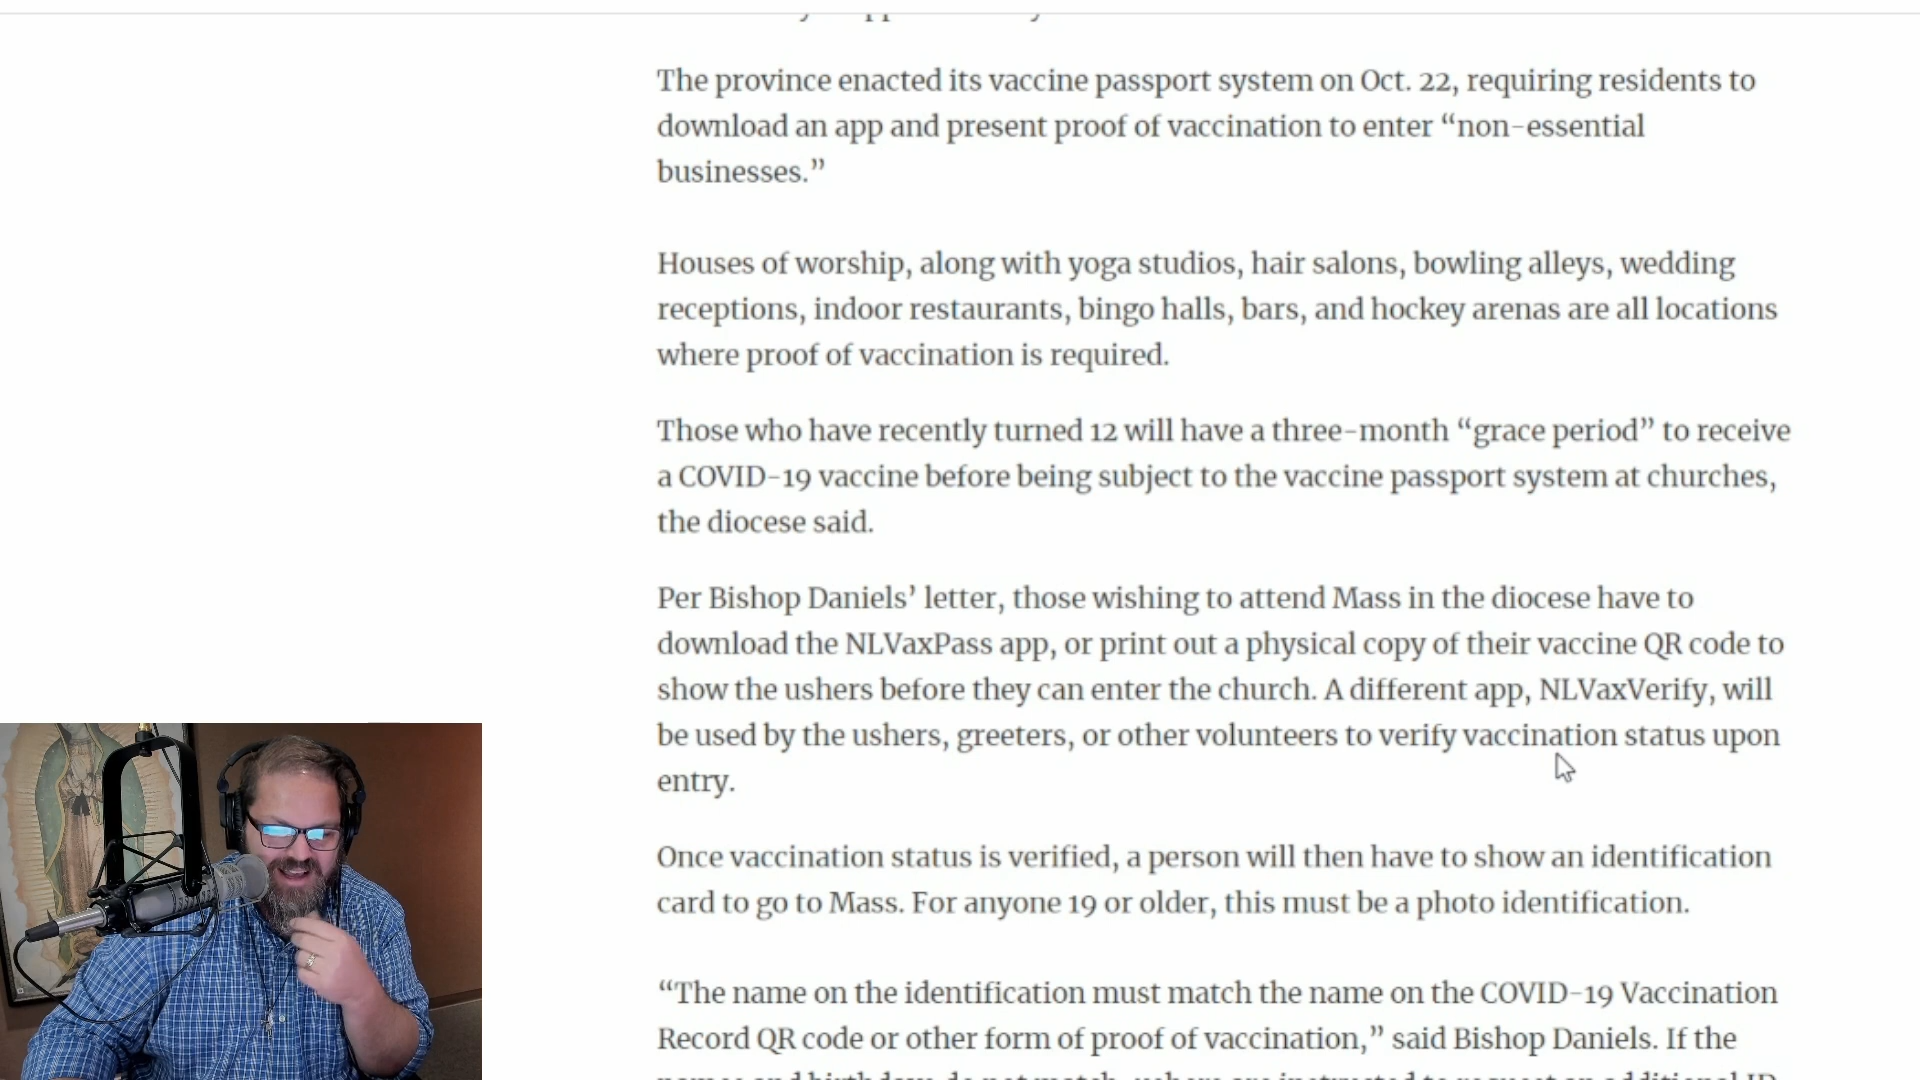 The province enacted its vaccine passport system on Oct. 22, requiring residents to
download an app and present proof of vaccination to enter “non-essential
businesses.”
Houses of worship, along with yoga studios, hair salons, bowling alleys, wedding
receptions, indoor restaurants, bingo halls, bars, and hockey arenas are all locations
where proof of vaccination is required.
Those who have recently turned 12 will have a three-month “grace period” to receive
a COVID-19 vaccine before being subject to the vaccine passport system at churches,
the diocese said.
Per Bishop Daniels’ letter, those wishing to attend Mass in the diocese have to
download the NLVaxPass app, or print out a physical copy of their vaccine QR code to
show the ushers before they can enter the church. A different app, NLVaxVerify, will
be used by the ushers, greeters, or other volunteers to verify vaccination status upon
entry.
Once vaccination status is verified, a person will then have to show an identification
card to go to Mass. For anyone 19 or older, this must be a photo identification.
“The name on the identification must match the name on the COVID-19 Vaccination
Record QR code or other form of proof of vaccination,” said Bishop Daniels. If the